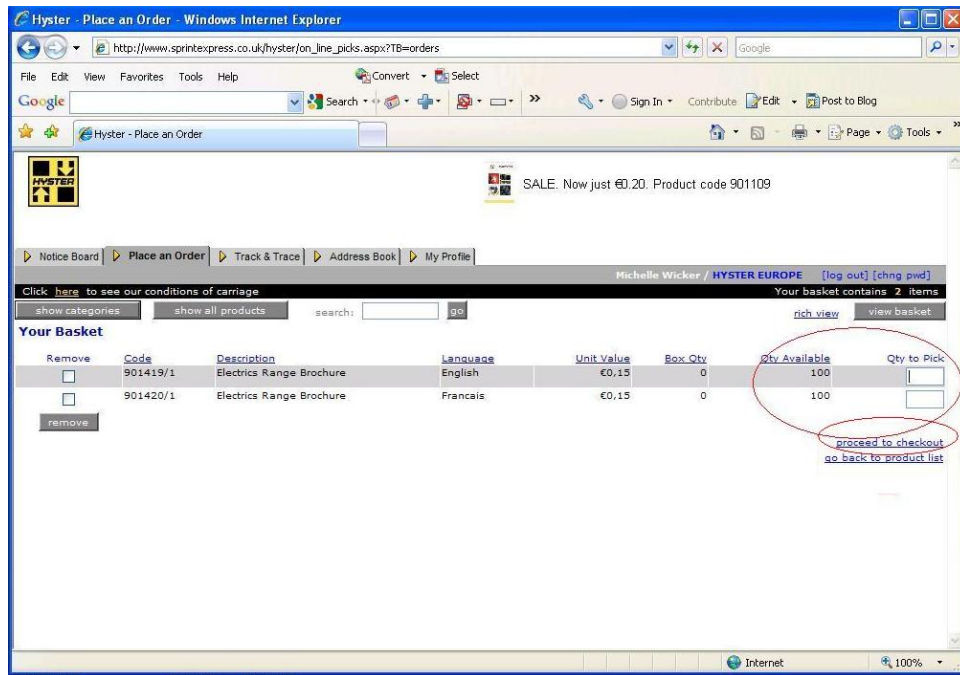 Hyster - Place an Order - Windows Internet Explorer
http://www.sprintexpress.co.uk/hyster/on_line_picks.aspx?TB=orders
Google
File Edit View Favorites Tools Help Convert Select
Google Search Sign In Contribute Edit Post to Blog
Hyster - Place an Order Page Tools
HYSTER
SALE. Now just €0.20. Product code 901109
Notice Board Place an Order Track & Trace Address Book My Profile
Michelle Wicker / HYSTER EUROPE [log out] [chng pwd]
Click here to see our conditions of carriage Your basket contains 2 items
show categories show all products search: go rich view view basket
Your Basket
Remove Code Description Language Unit Value Box Qty Qty Available Qty to Pick
901419/1 Electrics Range Brochure English €0,15 0 100
901420/1 Electrics Range Brochure Francais €0,15 0 100
remove
proceed to checkout
go back to product list
Internet 100%